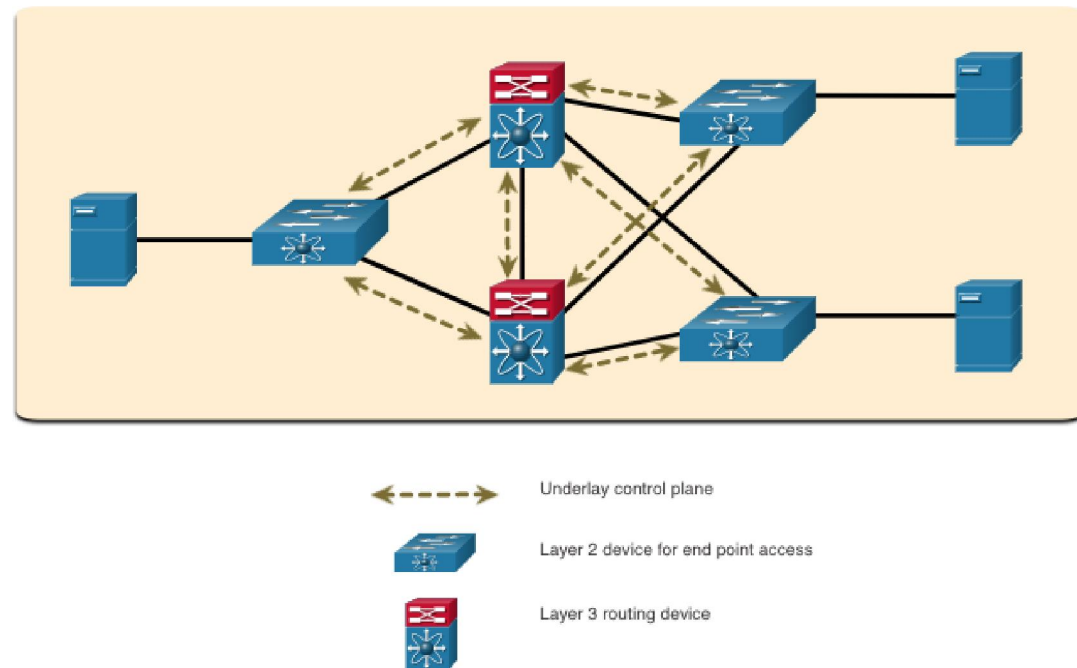 Underlay control plane
Layer 2 device for end point access
Layer 3 routing device